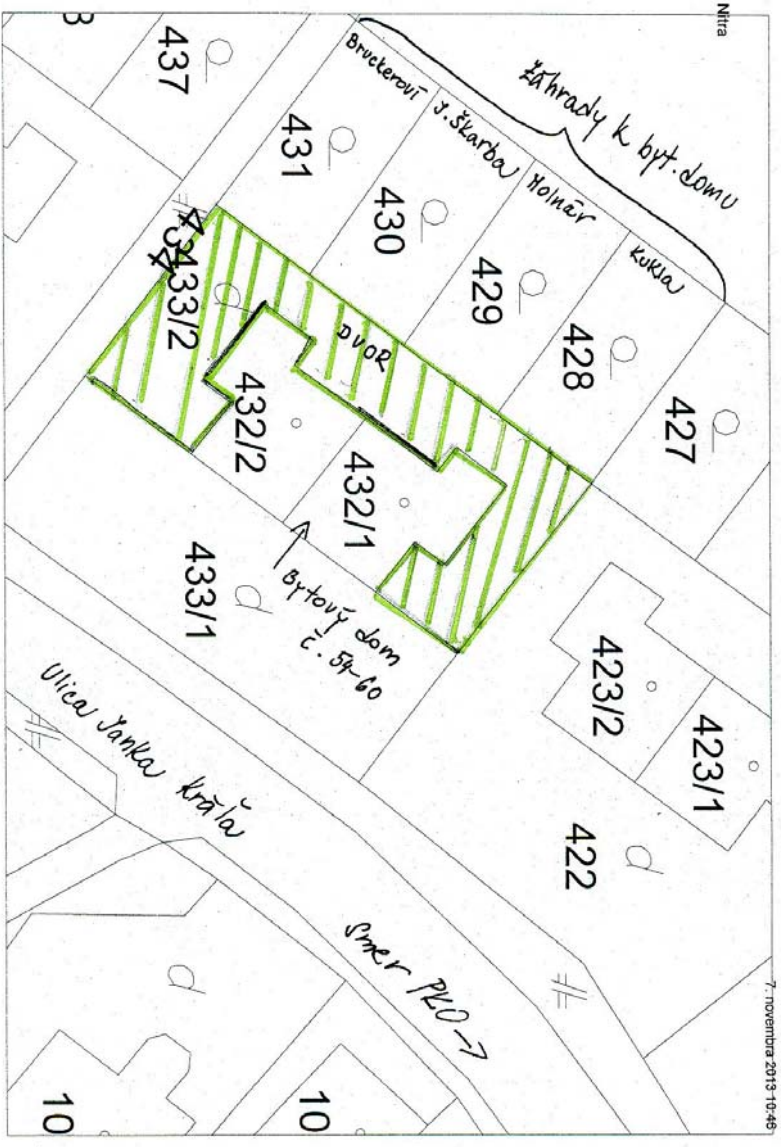 Nitra
7. novembra 2013 10:46
Záhrady k byt. domu
Bruckeroví
J. Škarba
Molnár
Kukla
437
431
430
429
428
427
433/2
DVOR
432/2
432/1
433/1
Bytový dom
č. 54-60
423/2
423/1
422
Ulica Janka Kráľa
Smer PKO →
10
10